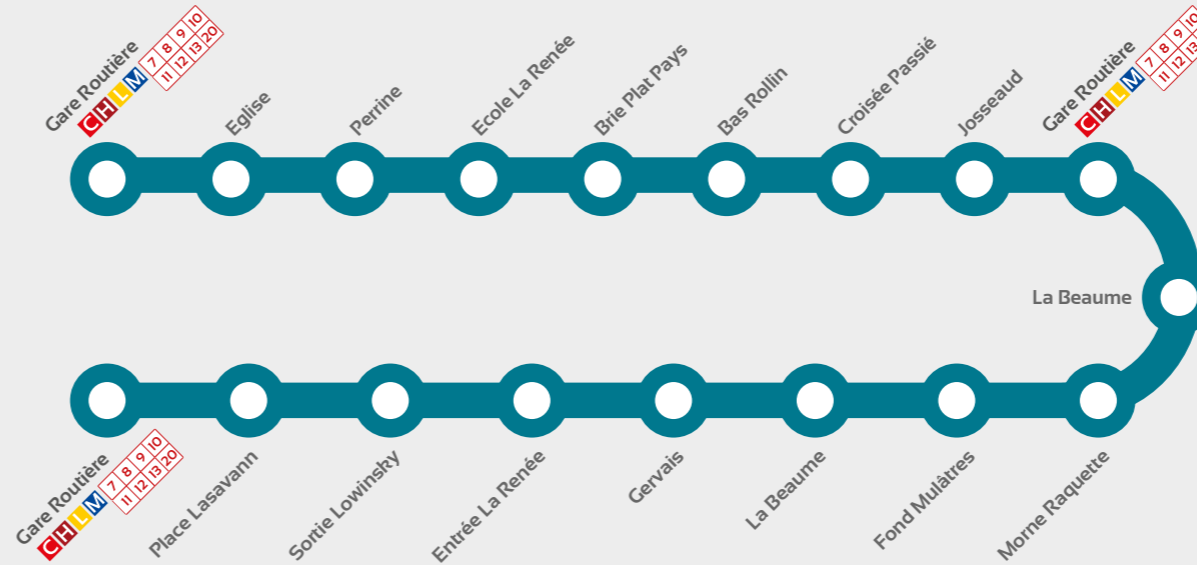 Gare Routière
C H L M 7 8 9 10
11 12 13 20
Eglise
Perrine
Ecole La Renée
Brie Plat Pays
Bas Rollin
Croisée Passié
Josseaud
Gare Routière
C H L M 7 8 9 10
11 12 13
La Beaume
Gare Routière
C H L M 7 8 9 10
11 12 13 20
Place Lasavann
Sortie Lowinsky
Entrée La Renée
Gervais
La Beaume
Fond Mulâtres
Morne Raquette